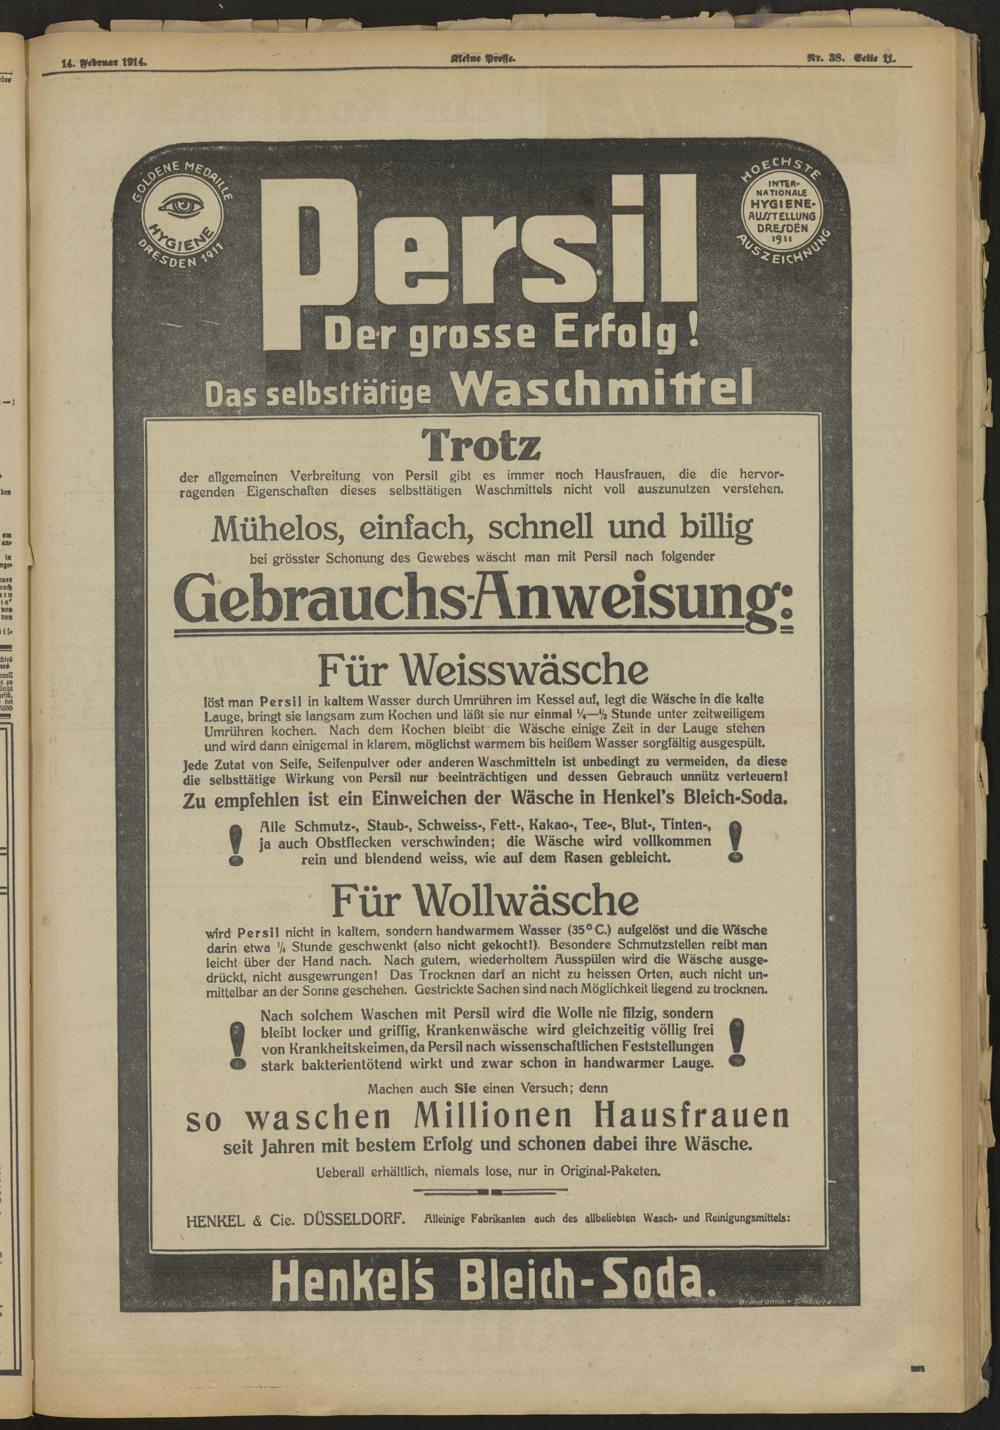 14. Februar 1914.
Kleine Presse.
Nr. 38. Seite 11.
GOLDENE MEDAILLE
HYGIENE
DRESDEN 1911
HOECHSTE
INTER-
NATIONALE
HYGIENE-
AUSSTELLUNG
DRESDEN
1911
AUSZEICHNUNG
Persil
Der grosse Erfolg!
Das selbsttätige Waschmittel
Trotz
der allgemeinen Verbreitung von Persil gibt es immer noch Hausfrauen, die die hervor-
ragenden Eigenschaften dieses selbsttätigen Waschmittels nicht voll auszunutzen verstehen.
Mühelos, einfach, schnell und billig
bei grösster Schonung des Gewebes wäscht man mit Persil nach folgender
Gebrauchs-Anweisung:
Für Weisswäsche
löst man Persil in kaltem Wasser durch Umrühren im Kessel auf, legt die Wäsche in die kalte
Lauge, bringt sie langsam zum Kochen und läßt sie nur einmal ¼—½ Stunde unter zeitweiligem
Umrühren kochen. Nach dem Kochen bleibt die Wäsche einige Zeit in der Lauge stehen
und wird dann einigemal in klarem, möglichst warmem bis heißem Wasser sorgfältig ausgespült.
Jede Zutat von Seife, Seifenpulver oder anderen Waschmitteln ist unbedingt zu vermeiden, da diese
die selbsttätige Wirkung von Persil nur beeinträchtigen und dessen Gebrauch unnütz verteuern!
Zu empfehlen ist ein Einweichen der Wäsche in Henkel's Bleich-Soda.
! Alle Schmutz-, Staub-, Schweiss-, Fett-, Kakao-, Tee-, Blut-, Tinten-, !
ja auch Obstflecken verschwinden; die Wäsche wird vollkommen
rein und blendend weiss, wie auf dem Rasen gebleicht.
Für Wollwäsche
wird Persil nicht in kaltem, sondern handwarmem Wasser (35° C.) aufgelöst und die Wäsche
darin etwa ¼ Stunde geschwenkt (also nicht gekocht!). Besondere Schmutzstellen reibt man
leicht über der Hand nach. Nach gutem, wiederholtem Ausspülen wird die Wäsche ausge-
drückt, nicht ausgewrungen! Das Trocknen darf an nicht zu heissen Orten, auch nicht un-
mittelbar an der Sonne geschehen. Gestrickte Sachen sind nach Möglichkeit liegend zu trocknen.
! Nach solchem Waschen mit Persil wird die Wolle nie filzig, sondern !
bleibt locker und griffig, Krankenwäsche wird gleichzeitig völlig frei
von Krankheitskeimen, da Persil nach wissenschaftlichen Feststellungen
stark bakterientötend wirkt und zwar schon in handwarmer Lauge.
Machen auch Sie einen Versuch; denn
so waschen Millionen Hausfrauen
seit Jahren mit bestem Erfolg und schonen dabei ihre Wäsche.
Ueberall erhältlich, niemals lose, nur in Original-Paketen.
HENKEL & Cie. DÜSSELDORF. Alleinige Fabrikanten auch des allbeliebten Wasch- und Reinigungsmittels:
Henkel's Bleich-Soda.